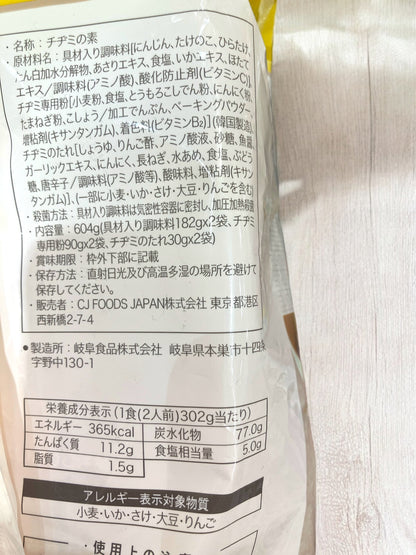 ・名称：チヂミの素
・原材料名：具材入り調味料[にんじん、たけのこ、ひらたけ、
たん白加水分解物、あさりエキス、食塩、いかエキス、ほたて
エキス／調味料(アミノ酸)、酸化防止剤(ビタミンC)]、
チヂミ専用粉[小麦粉、食塩、とうもろこしでん粉、にんにく粉、
たまねぎ粉、こしょう／加工でんぷん、ベーキングパウダー、
増粘剤(キサンタンガム)、着色料(ビタミンB₂)](韓国製造)、
チヂミのたれ[しょうゆ、りんご酢、アミノ酸液、砂糖、魚醤、
ガーリックエキス、にんにく、長ねぎ、水あめ、食塩、ぶどう
糖、唐辛子／調味料(アミノ酸等)、酸味料、増粘剤(キサン
タンガム)]、(一部に小麦・いか・さけ・大豆・りんごを含む)
・殺菌方法：具材入り調味料は気密性容器に密封し、加圧加熱殺菌
・内容量：604g(具材入り調味料182g×2袋、チヂミ
専用粉90g×2袋、チヂミのたれ30g×2袋)
・賞味期限：枠外下部に記載
・保存方法：直射日光及び高温多湿の場所を避けて
保存してください。
・販売者：CJ FOODS JAPAN株式会社 東京都港区
西新橋2-7-4
●製造所：岐阜食品株式会社 岐阜県本巣市十四条
字野中130-1
栄養成分表示(1食(2人前)302g当たり)
エネルギー 365kcal 炭水化物 77.0g
たんぱく質 11.2g 食塩相当量 5.0g
脂質 1.5g
アレルギー表示対象物質
小麦・いか・さけ・大豆・りんご
使用上の注意